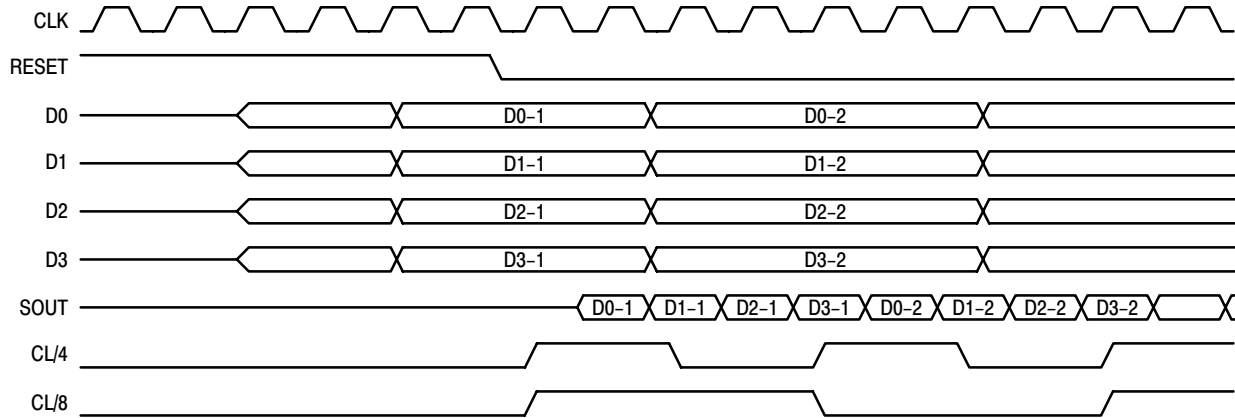 CLK
RESET
D0 D0–1 D0–2
D1 D1–1 D1–2
D2 D2–1 D2–2
D3 D3–1 D3–2
SOUT D0–1 D1–1 D2–1 D3–1 D0–2 D1–2 D2–2 D3–2
CL/4
CL/8